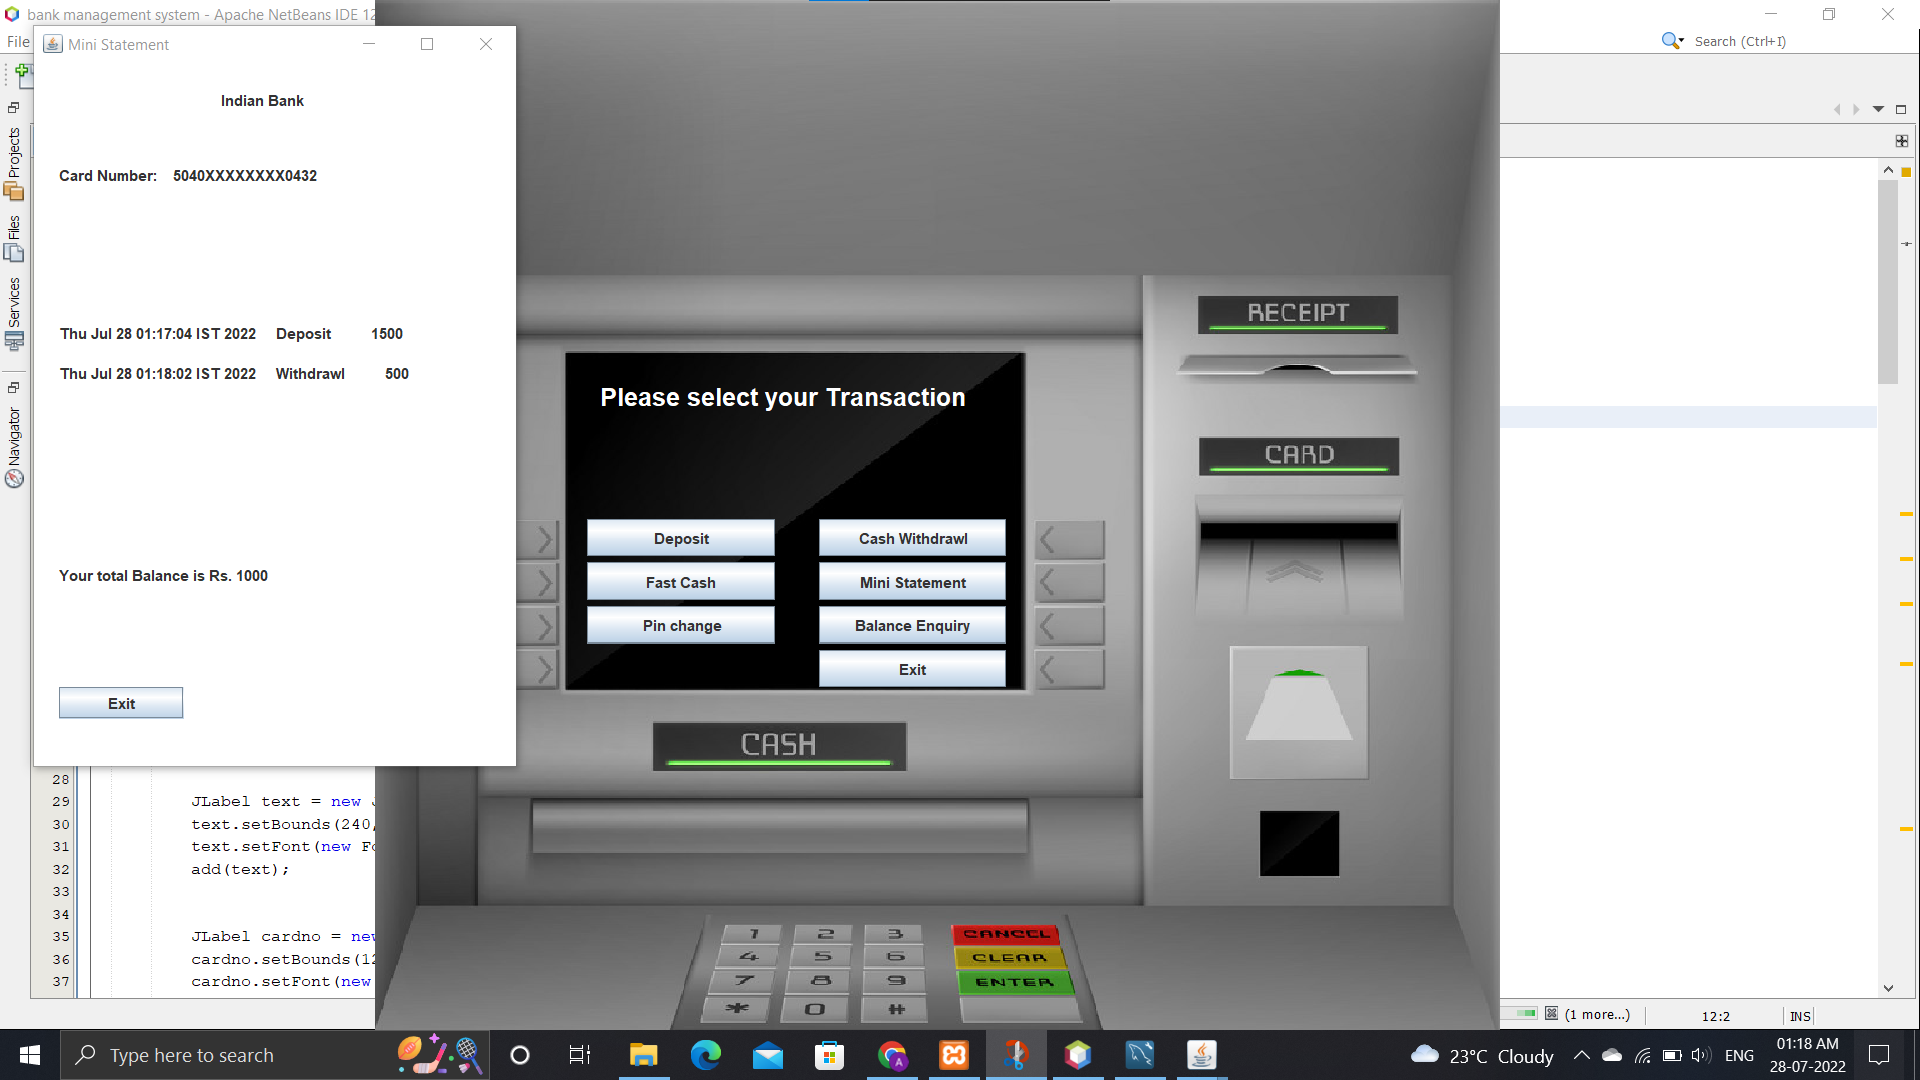 bank management system - Apache NetBeans IDE 12
File
Search (Ctrl+I)
Mini Statement
Indian Bank
Card Number: 5040XXXXXXXX0432
Thu Jul 28 01:17:04 IST 2022 Deposit 1500
Thu Jul 28 01:18:02 IST 2022 Withdrawl 500
Your total Balance is Rs. 1000
Exit
Projects
Files
Services
Navigator
Please select your Transaction
Deposit
Cash Withdrawl
Fast Cash
Mini Statement
Pin change
Balance Enquiry
Exit
RECEIPT
CARD
CASH
1 2 3
4 5 6
7 8 9
* 0 #
CANCEL
CLEAR
ENTER
28
29 JLabel text = new
30 text.setBounds(240,
31 text.setFont(new Fo
32 add(text);
33
34
35 JLabel cardno = new
36 cardno.setBounds(12
37 cardno.setFont(new
(1 more...)
12:2
INS
Type here to search
23°C Cloudy
ENG
01:18 AM
28-07-2022